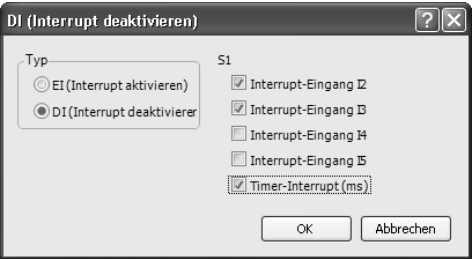 DI (Interrupt deaktivieren)
Typ
EI (Interrupt aktivieren)
DI (Interrupt deaktivierer
S1
Interrupt-Eingang I2
Interrupt-Eingang I3
Interrupt-Eingang I4
Interrupt-Eingang I5
Timer-Interrupt (ms)
OK
Abbrechen